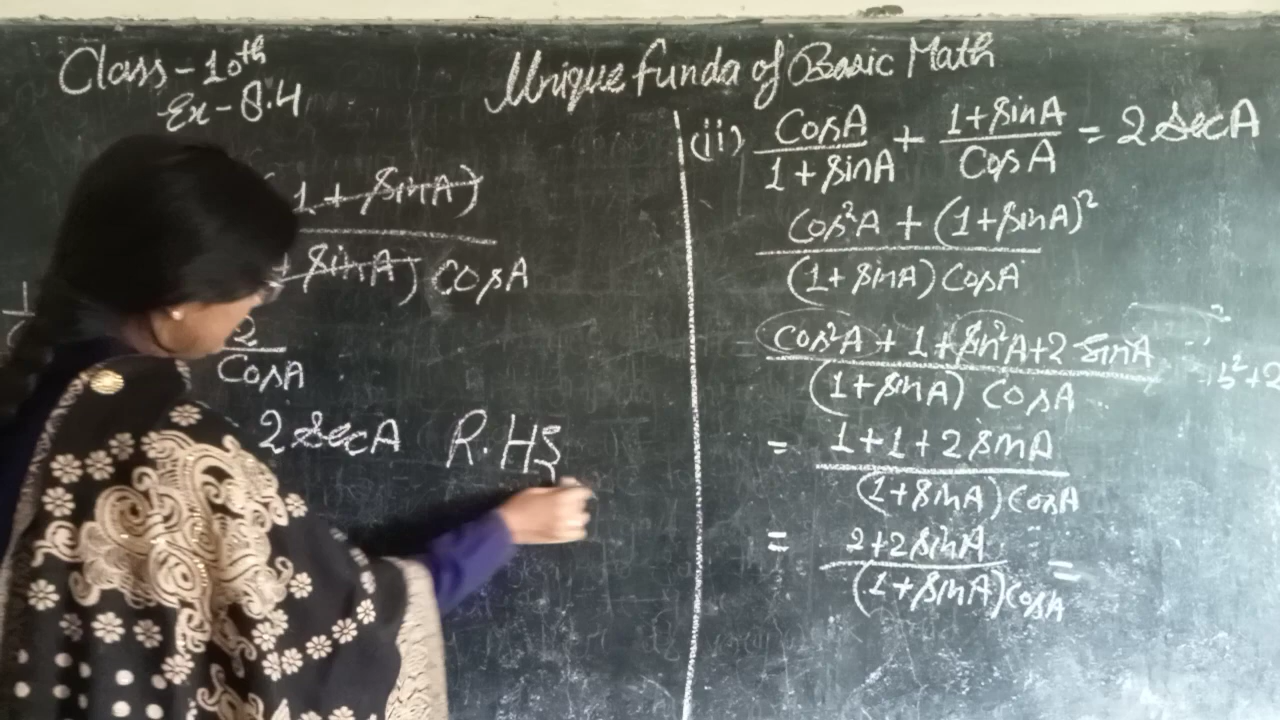 Class-10th
Ex-8.4
Unique funda of Basic Math
(ii) CosA/1+sinA + 1+sinA/CosA = 2secA
Cos²A + (1+sinA)²/(1+sinA)CosA
Cos²A + 1 + sin²A+2 sinA/(1+sinA) CosA
= 1+1+2sinA/(1+sinA)CosA
= 2+2sinA/(1+sinA)CosA =
1+sinA)/+sinA) CosA
2/CosA
2secA R.HS